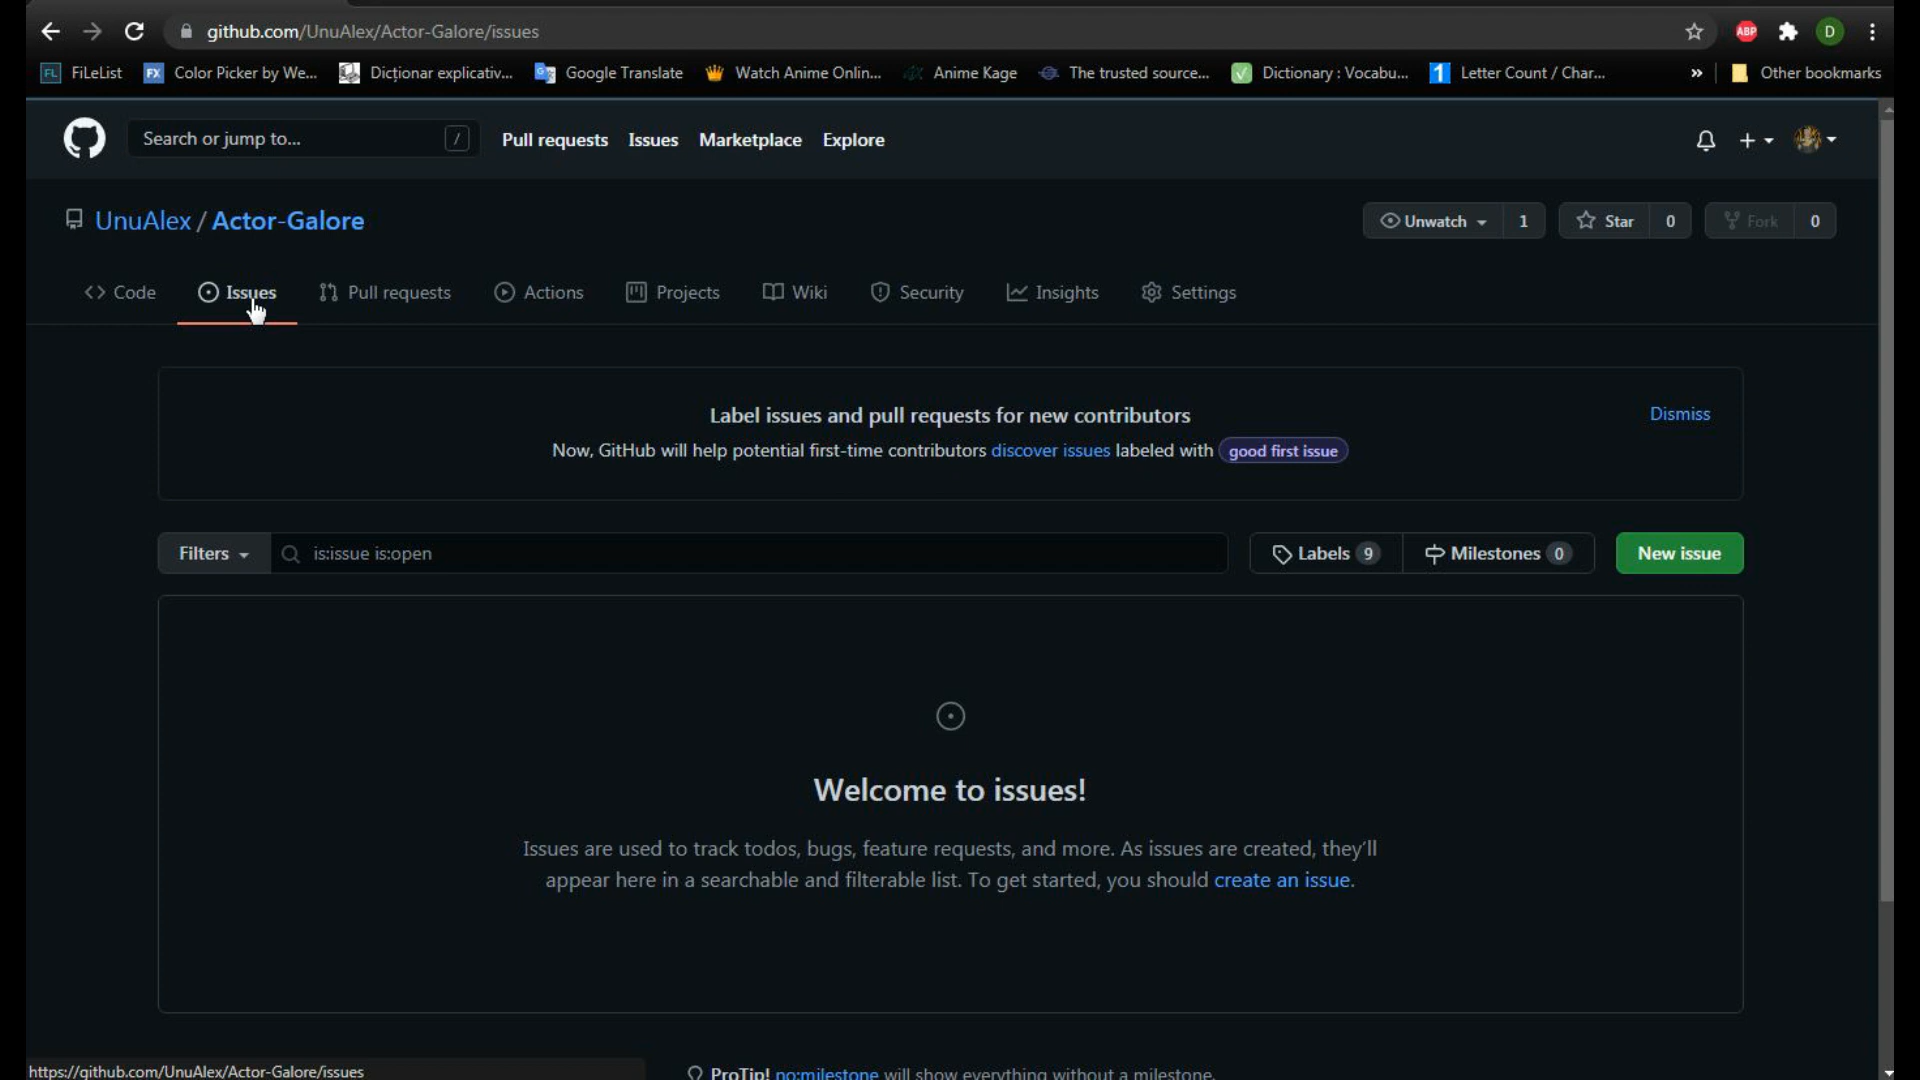 github.com/UnuAlex/Actor-Galore/issues
ABP
D
FL FiLeList
FX Color Picker by We...
Dicționar explicativ...
Google Translate
Watch Anime Onlin...
Anime Kage
The trusted source...
Dictionary : Vocabu...
1 Letter Count / Char...
»
Other bookmarks
Search or jump to... /
Pull requests
Issues
Marketplace
Explore
UnuAlex / Actor-Galore
Unwatch 1
Star 0
Fork 0
Code
Issues
Pull requests
Actions
Projects
Wiki
Security
Insights
Settings
Label issues and pull requests for new contributors
Dismiss
Now, GitHub will help potential first-time contributors discover issues labeled with good first issue
Filters
is:issue is:open
Labels 9
Milestones 0
New issue
Welcome to issues!
Issues are used to track todos, bugs, feature requests, and more. As issues are created, they’ll
appear here in a searchable and filterable list. To get started, you should create an issue.
https://github.com/UnuAlex/Actor-Galore/issues
ProTip! no:milestone will show everything without a milestone.